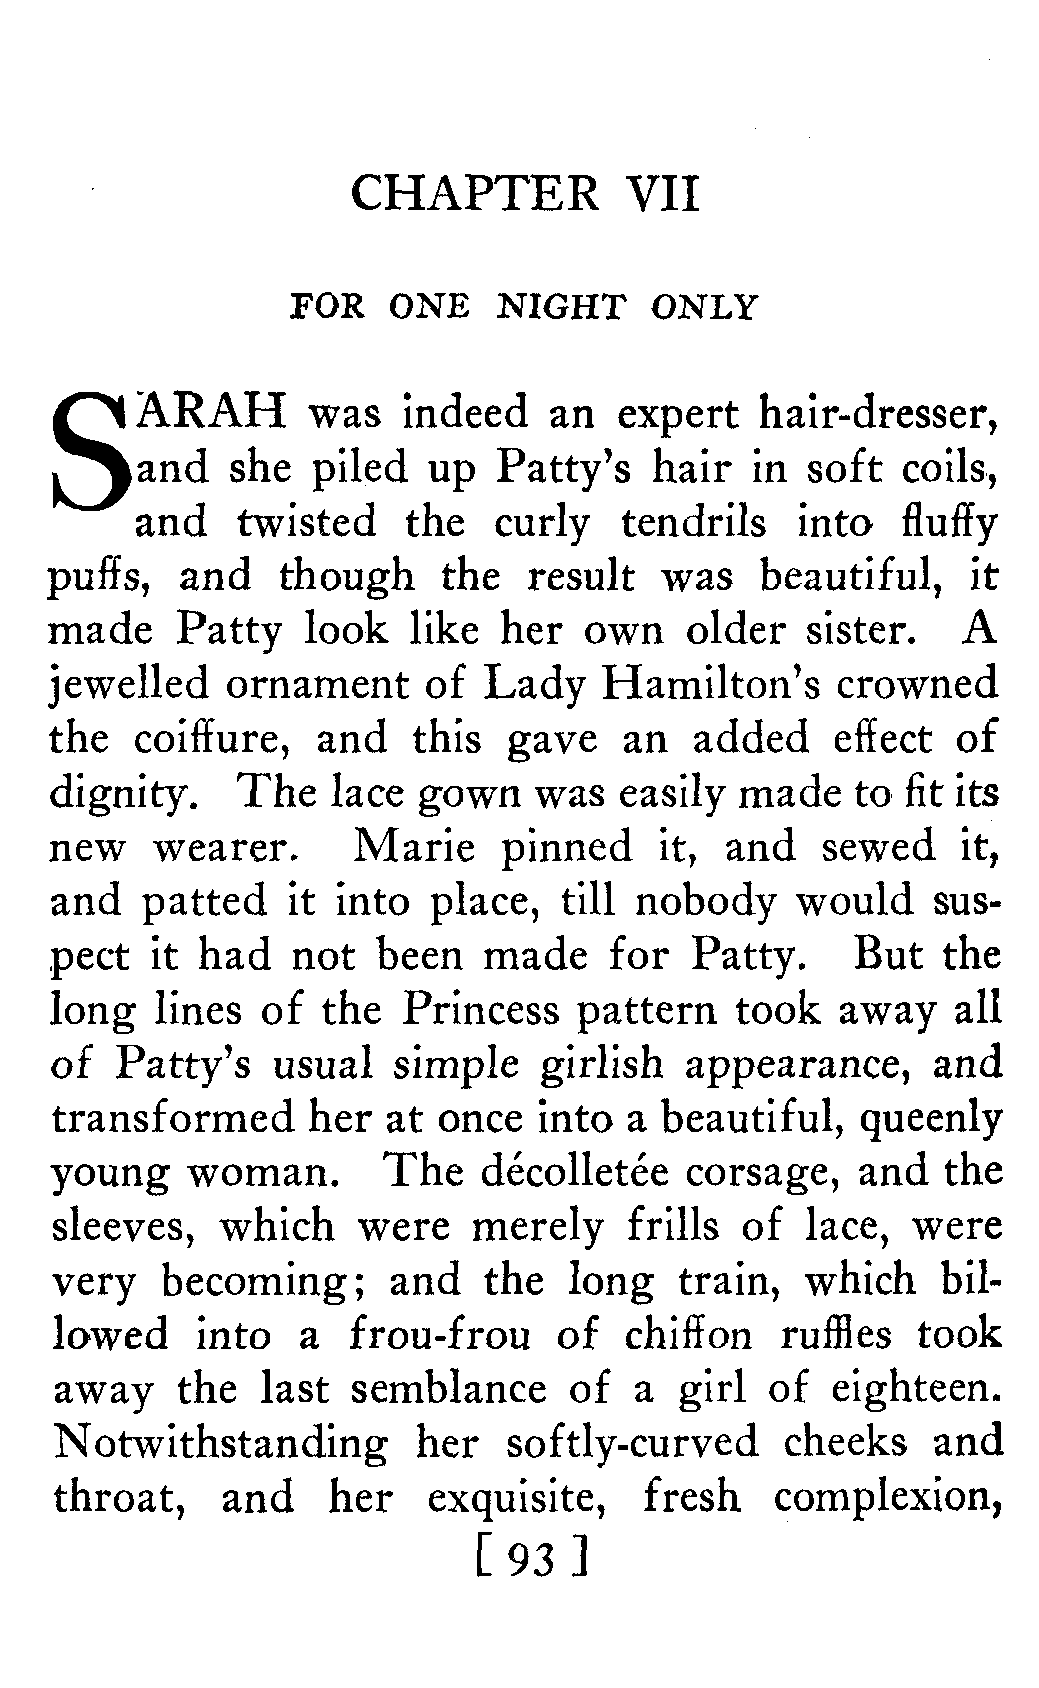 CHAPTER VII
FOR ONE NIGHT ONLY
SARAH was indeed an expert hair-dresser,
and she piled up Patty's hair in soft coils,
and twisted the curly tendrils into fluffy
puffs, and though the result was beautiful, it
made Patty look like her own older sister. A
jewelled ornament of Lady Hamilton's crowned
the coiffure, and this gave an added effect of
dignity. The lace gown was easily made to fit its
new wearer. Marie pinned it, and sewed it,
and patted it into place, till nobody would sus-
pect it had not been made for Patty. But the
long lines of the Princess pattern took away all
of Patty's usual simple girlish appearance, and
transformed her at once into a beautiful, queenly
young woman. The décolletée corsage, and the
sleeves, which were merely frills of lace, were
very becoming; and the long train, which bil-
lowed into a frou-frou of chiffon ruffles took
away the last semblance of a girl of eighteen.
Notwithstanding her softly-curved cheeks and
throat, and her exquisite, fresh complexion,
[ 93 ]